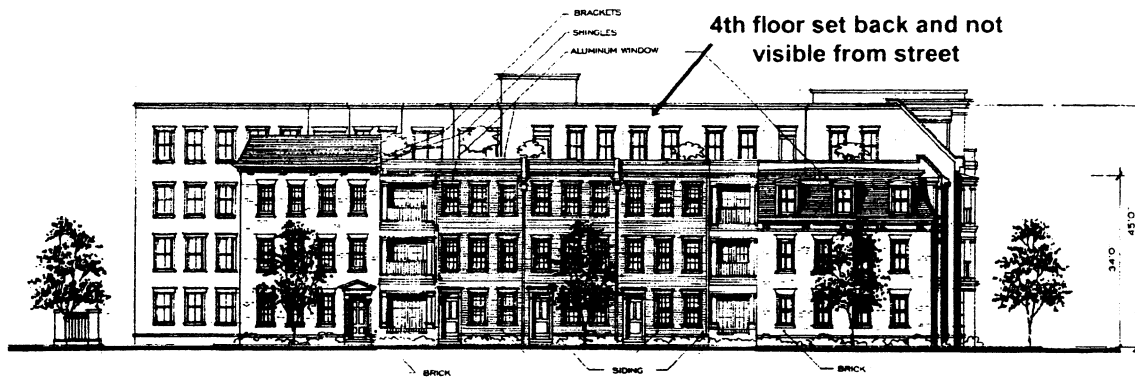 BRACKETS
SHINGLES
ALUMINUM WINDOW
4th floor set back and not
visible from street
34'0"
45'0"
BRICK
SIDING
BRICK